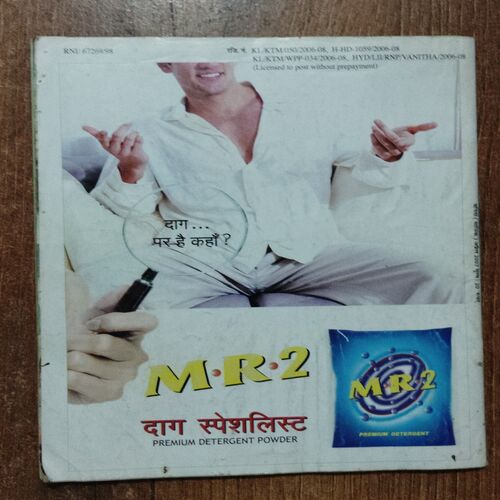 RNU 67269/98
रजि. नं. KL/KTM/050/2006-08, H-HD-1059/2006-08
KL/KTM/WPP-034/2006-08, HYD/LII/RNP/VANITHA/2006-08
(Licensed to post without prepayment)
दाग ...
पर है कहाँ ?
M·R·2
दाग स्पेशलिस्ट
PREMIUM DETERGENT POWDER
M·R·2
PREMIUM DETERGENT